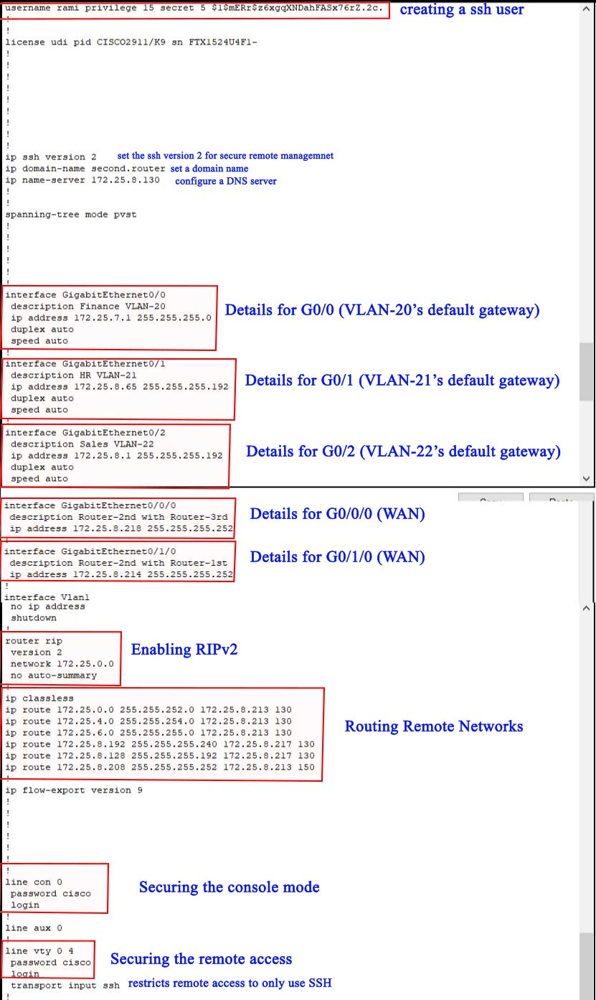 username rami privilege 15 secret 5 $1$mERr$z6xgqXNDahFASx76rZ.2c. creating a ssh user
!
!
license udi pid CISCO2911/K9 sn FTX1524U4F1-
!
!
!
!
!
!
!
!
!
ip ssh version 2 set the ssh version 2 for secure remote managemnet
ip domain-name second.router set a domain name
ip name-server 172.25.8.130 configure a DNS server
!
!
spanning-tree mode pvst
!
!
!
!
!
!
interface GigabitEthernet0/0
description Finance VLAN-20
ip address 172.25.7.1 255.255.255.0
duplex auto
speed auto
Details for G0/0 (VLAN-20’s default gateway)
!
interface GigabitEthernet0/1
description HR VLAN-21
ip address 172.25.8.65 255.255.255.192
duplex auto
speed auto
Details for G0/1 (VLAN-21’s default gateway)
!
interface GigabitEthernet0/2
description Sales VLAN-22
ip address 172.25.8.1 255.255.255.192
duplex auto
speed auto
Details for G0/2 (VLAN-22’s default gateway)
interface GigabitEthernet0/0/0
description Router-2nd with Router-3rd
ip address 172.25.8.218 255.255.255.252
Details for G0/0/0 (WAN)
!
interface GigabitEthernet0/1/0
description Router-2nd with Router-1st
ip address 172.25.8.214 255.255.255.252
Details for G0/1/0 (WAN)
!
interface Vlan1
no ip address
shutdown
!
router rip
version 2
network 172.25.0.0
no auto-summary
Enabling RIPv2
!
ip classless
ip route 172.25.0.0 255.255.252.0 172.25.8.213 130
ip route 172.25.4.0 255.255.254.0 172.25.8.213 130
ip route 172.25.6.0 255.255.255.0 172.25.8.213 130
ip route 172.25.8.192 255.255.255.240 172.25.8.217 130
ip route 172.25.8.128 255.255.255.192 172.25.8.217 130
ip route 172.25.8.208 255.255.255.252 172.25.8.213 150
Routing Remote Networks
!
ip flow-export version 9
!
!
!
!
!
!
!
line con 0
password cisco
login
Securing the console mode
!
line aux 0
!
line vty 0 4
password cisco
login
Securing the remote access
transport input ssh restricts remote access to only use SSH
!